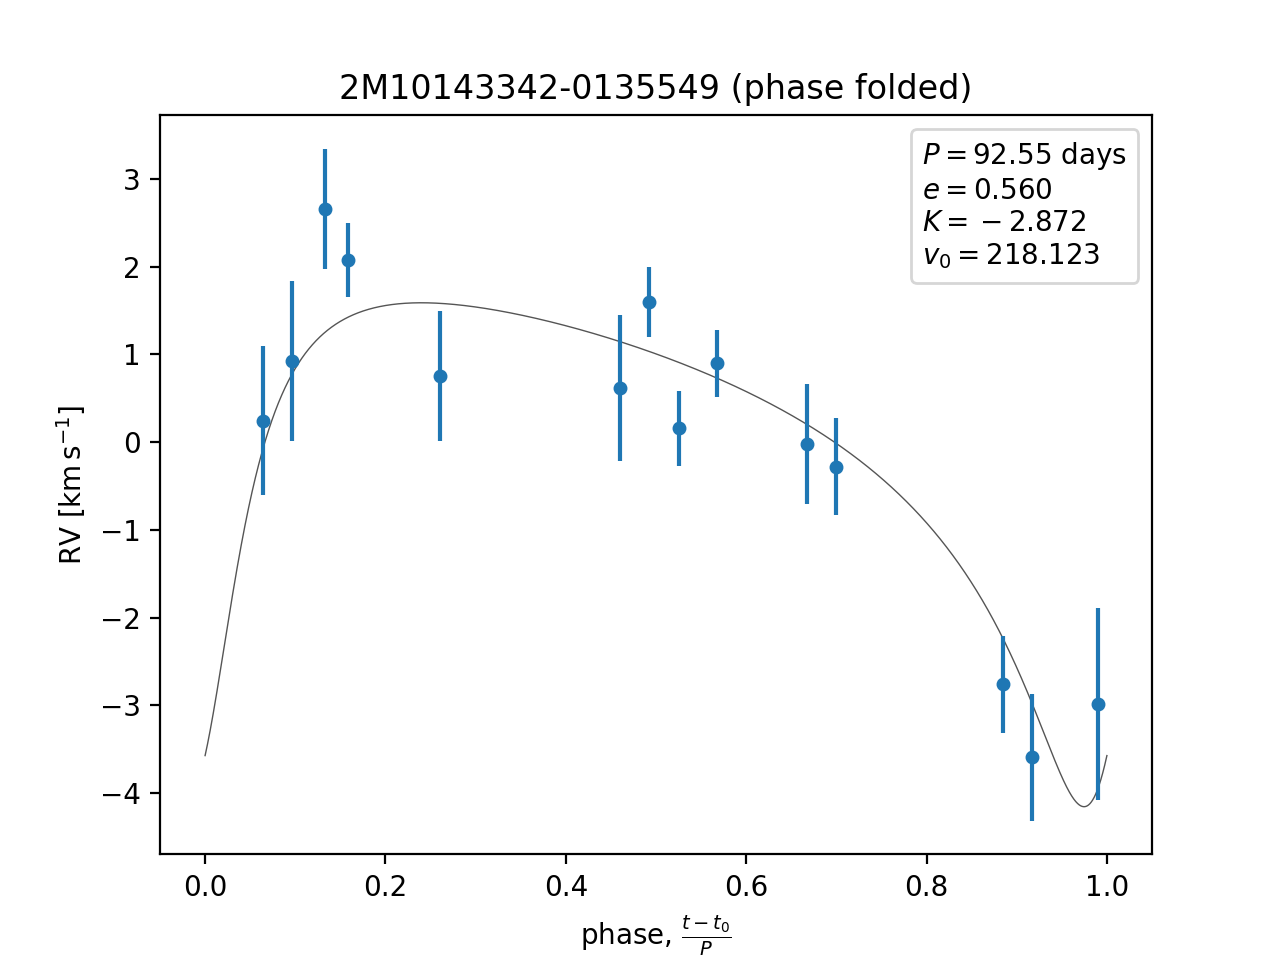 2M10143342-0135549 (phase folded)
P = 92.55 days
e = 0.560
K = −2.872
v₀ = 218.123
3
2
1
0
−1
−2
−3
−4
RV [km s⁻¹]
0.0 0.2 0.4 0.6 0.8 1.0
phase, (t − t₀)/P